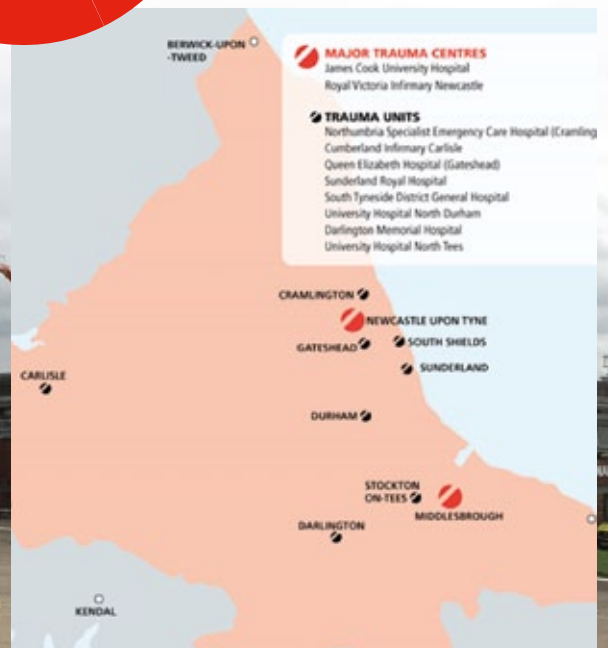 BERWICK-UPON
-TWEED
MAJOR TRAUMA CENTRES
James Cook University Hospital
Royal Victoria Infirmary Newcastle
TRAUMA UNITS
Northumbria Specialist Emergency Care Hospital (Cramling
Cumberland Infirmary Carlisle
Queen Elizabeth Hospital (Gateshead)
Sunderland Royal Hospital
South Tyneside District General Hospital
University Hospital North Durham
Darlington Memorial Hospital
University Hospital North Tees
CRAMLINGTON
NEWCASTLE UPON TYNE
GATESHEAD
SOUTH SHIELDS
SUNDERLAND
CARLISLE
DURHAM
STOCKTON
ON-TEES
MIDDLESBROUGH
DARLINGTON
KENDAL